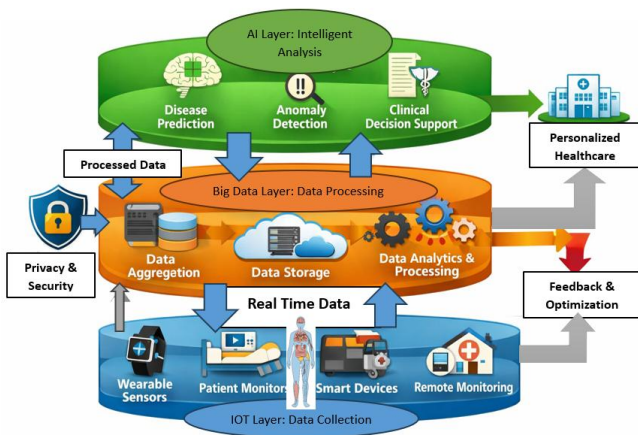 AI Layer: Intelligent
Analysis
Disease
Prediction
Anomaly
Detection
Clinical
Decision Support
Personalized
Healthcare
Processed Data
Big Data Layer: Data Processing
Privacy &
Security
Data
Aggregation
Data Storage
Data Analytics &
Processing
Feedback &
Optimization
Real Time Data
Wearable
Sensors
Patient Monitors
Smart Devices
Remote Monitoring
IOT Layer: Data Collection